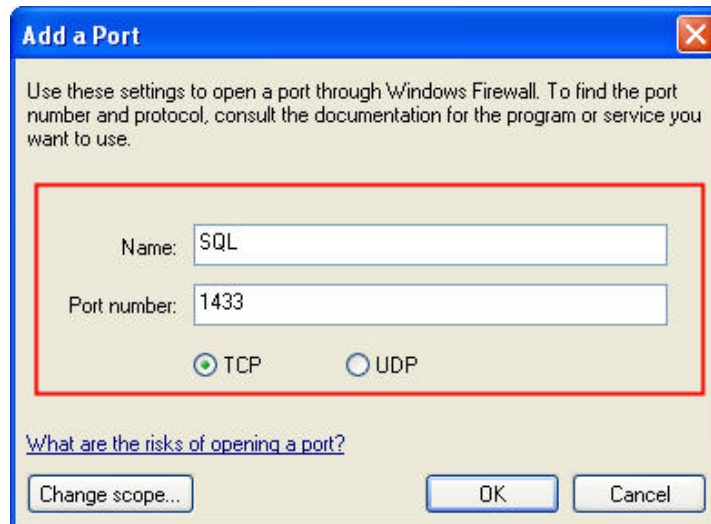 Add a Port
Use these settings to open a port through Windows Firewall. To find the port
number and protocol, consult the documentation for the program or service you
want to use.
Name: SQL
Port number: 1433
TCP UDP
What are the risks of opening a port?
Change scope... OK Cancel